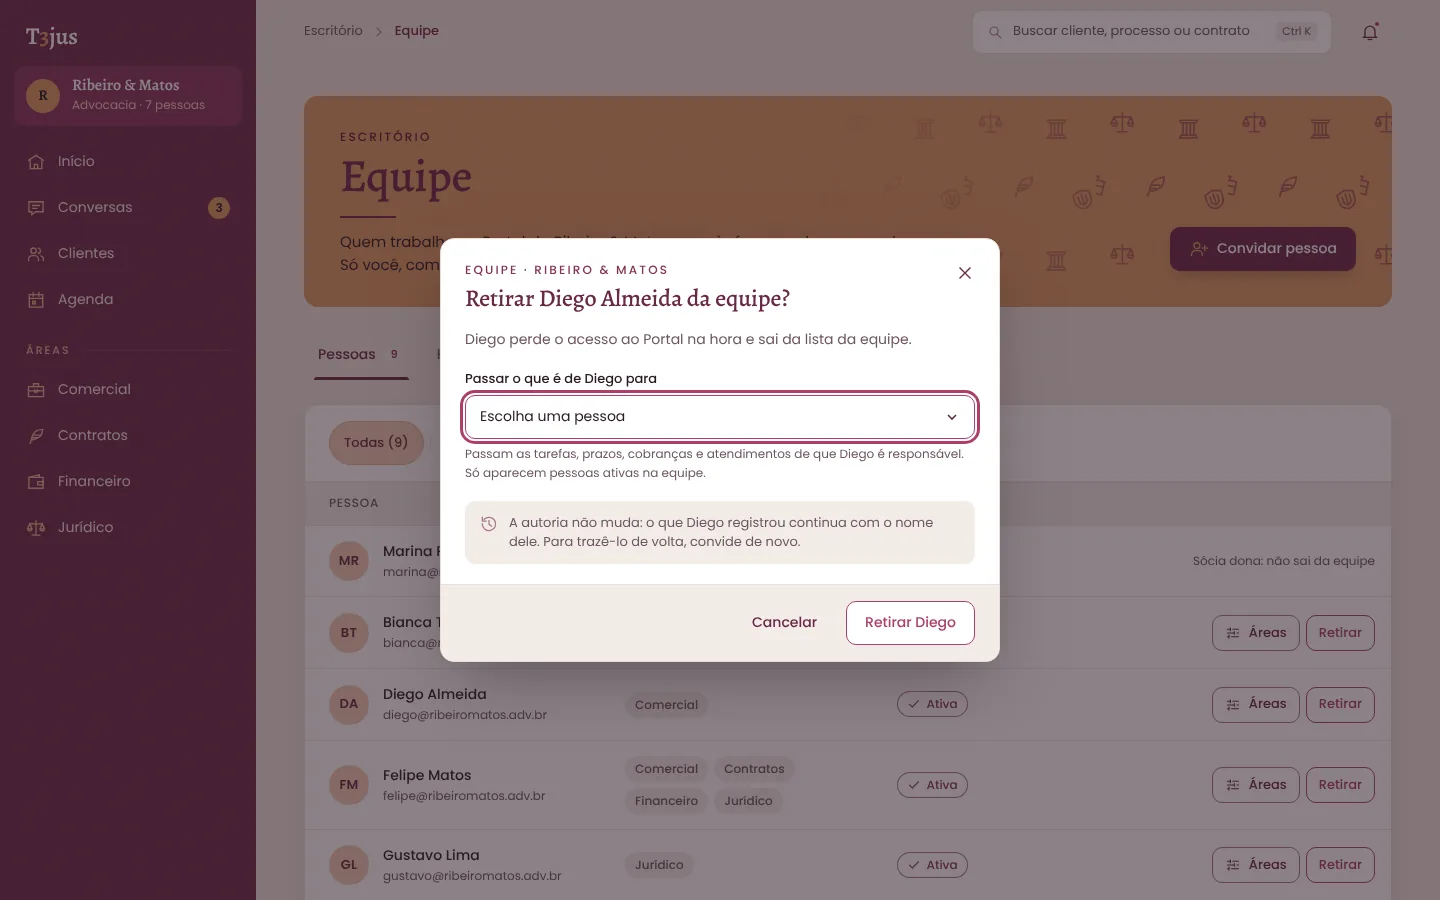 T3jus
R
Ribeiro & Matos
Advocacia · 7 pessoas
Início
Conversas
3
Clientes
Agenda
ÁREAS
Comercial
Contratos
Financeiro
Jurídico
Escritório
Equipe
Buscar cliente, processo ou contrato
Ctrl K
ESCRITÓRIO
Equipe
Quem trabalh
Só você, com
Convidar pessoa
Pessoas 9
Todas (9)
PESSOA
EQUIPE · RIBEIRO & MATOS
Retirar Diego Almeida da equipe?
Diego perde o acesso ao Portal na hora e sai da lista da equipe.
Passar o que é de Diego para
Escolha uma pessoa
Passam as tarefas, prazos, cobranças e atendimentos de que Diego é responsável.
Só aparecem pessoas ativas na equipe.
A autoria não muda: o que Diego registrou continua com o nome
dele. Para trazê-lo de volta, convide de novo.
Cancelar
Retirar Diego
MR
Marina
marina@
Sócia dona: não sai da equipe
BT
Bianca
bianca@
Áreas
Retirar
DA
Diego Almeida
diego@ribeiromatos.adv.br
Comercial
Ativa
Áreas
Retirar
FM
Felipe Matos
felipe@ribeiromatos.adv.br
Comercial
Contratos
Financeiro
Jurídico
Ativa
Áreas
Retirar
GL
Gustavo Lima
gustavo@ribeiromatos.adv.br
Jurídico
Ativa
Áreas
Retirar